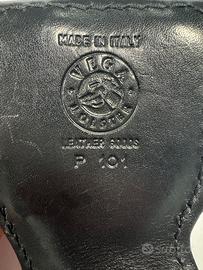 MADE IN ITALY
VEGA
HOLSTER
LEATHER GOODS
P 101